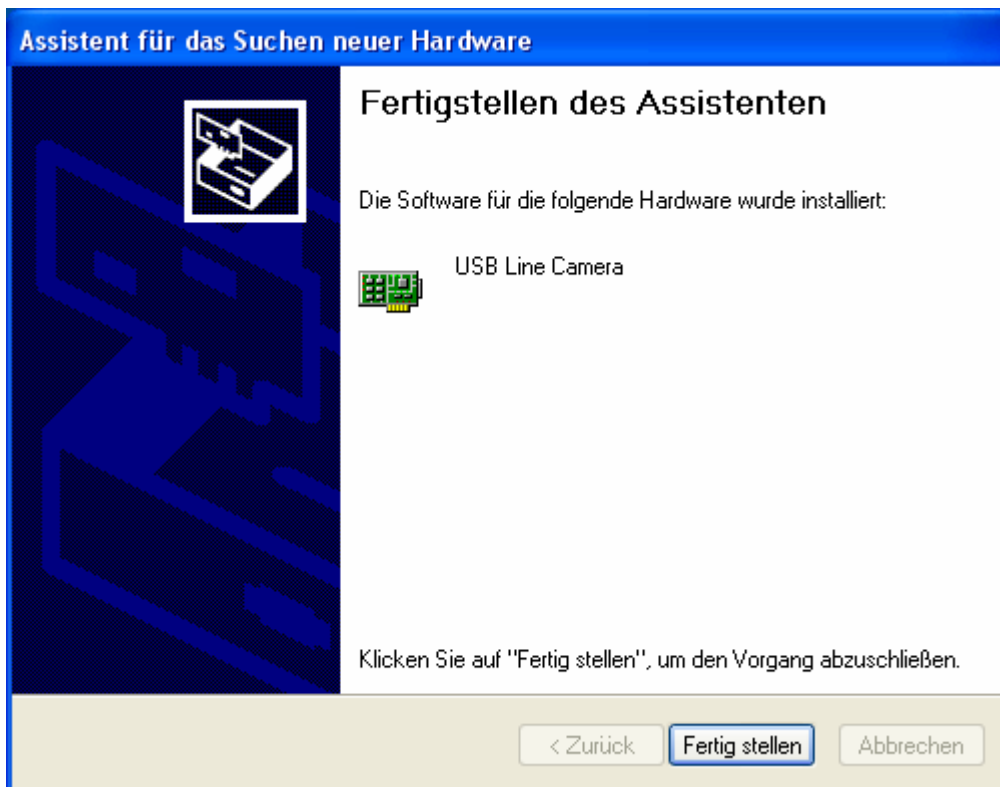 Assistent für das Suchen neuer Hardware
Fertigstellen des Assistenten
Die Software für die folgende Hardware wurde installiert:
USB Line Camera
Klicken Sie auf "Fertig stellen", um den Vorgang abzuschließen.
< Zurück
Fertig stellen
Abbrechen